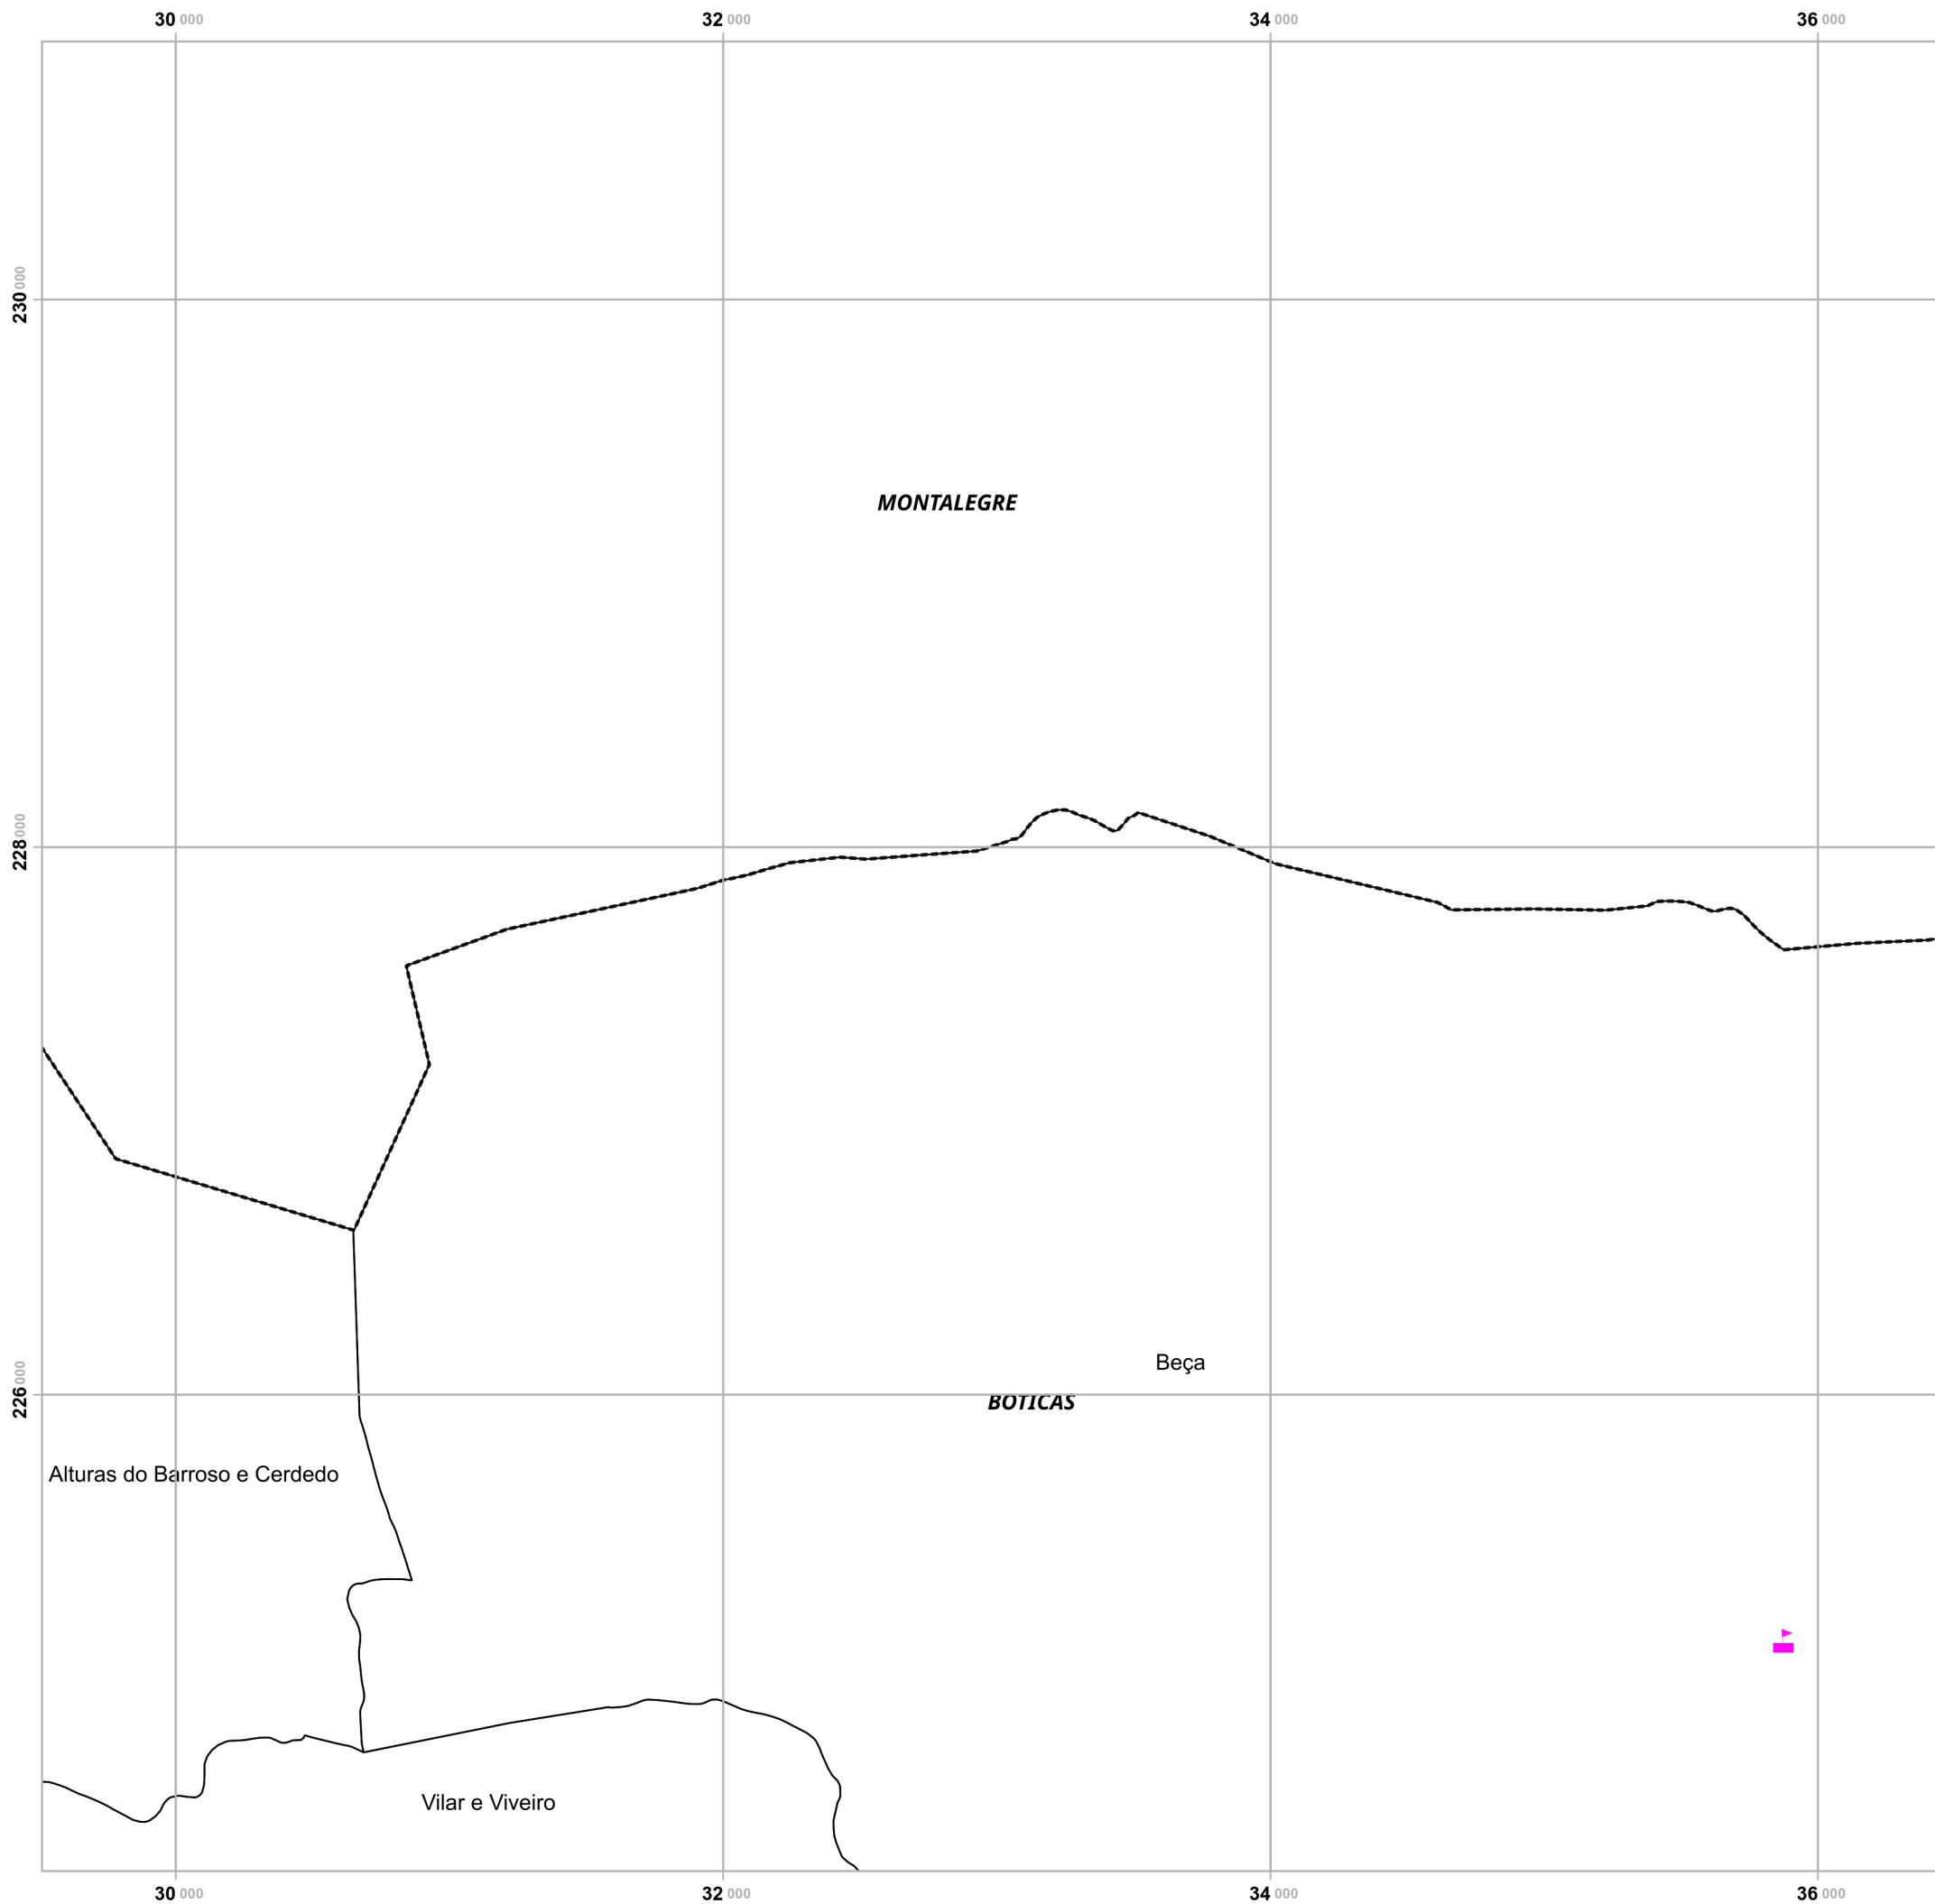 30 000
32 000
34 000
36 000
230 000
MONTALEGRE
228 000
226 000
Beça
BOTICAS
Alturas do Barroso e Cerdedo
Vilar e Viveiro
30 000
32 000
34 000
36 000